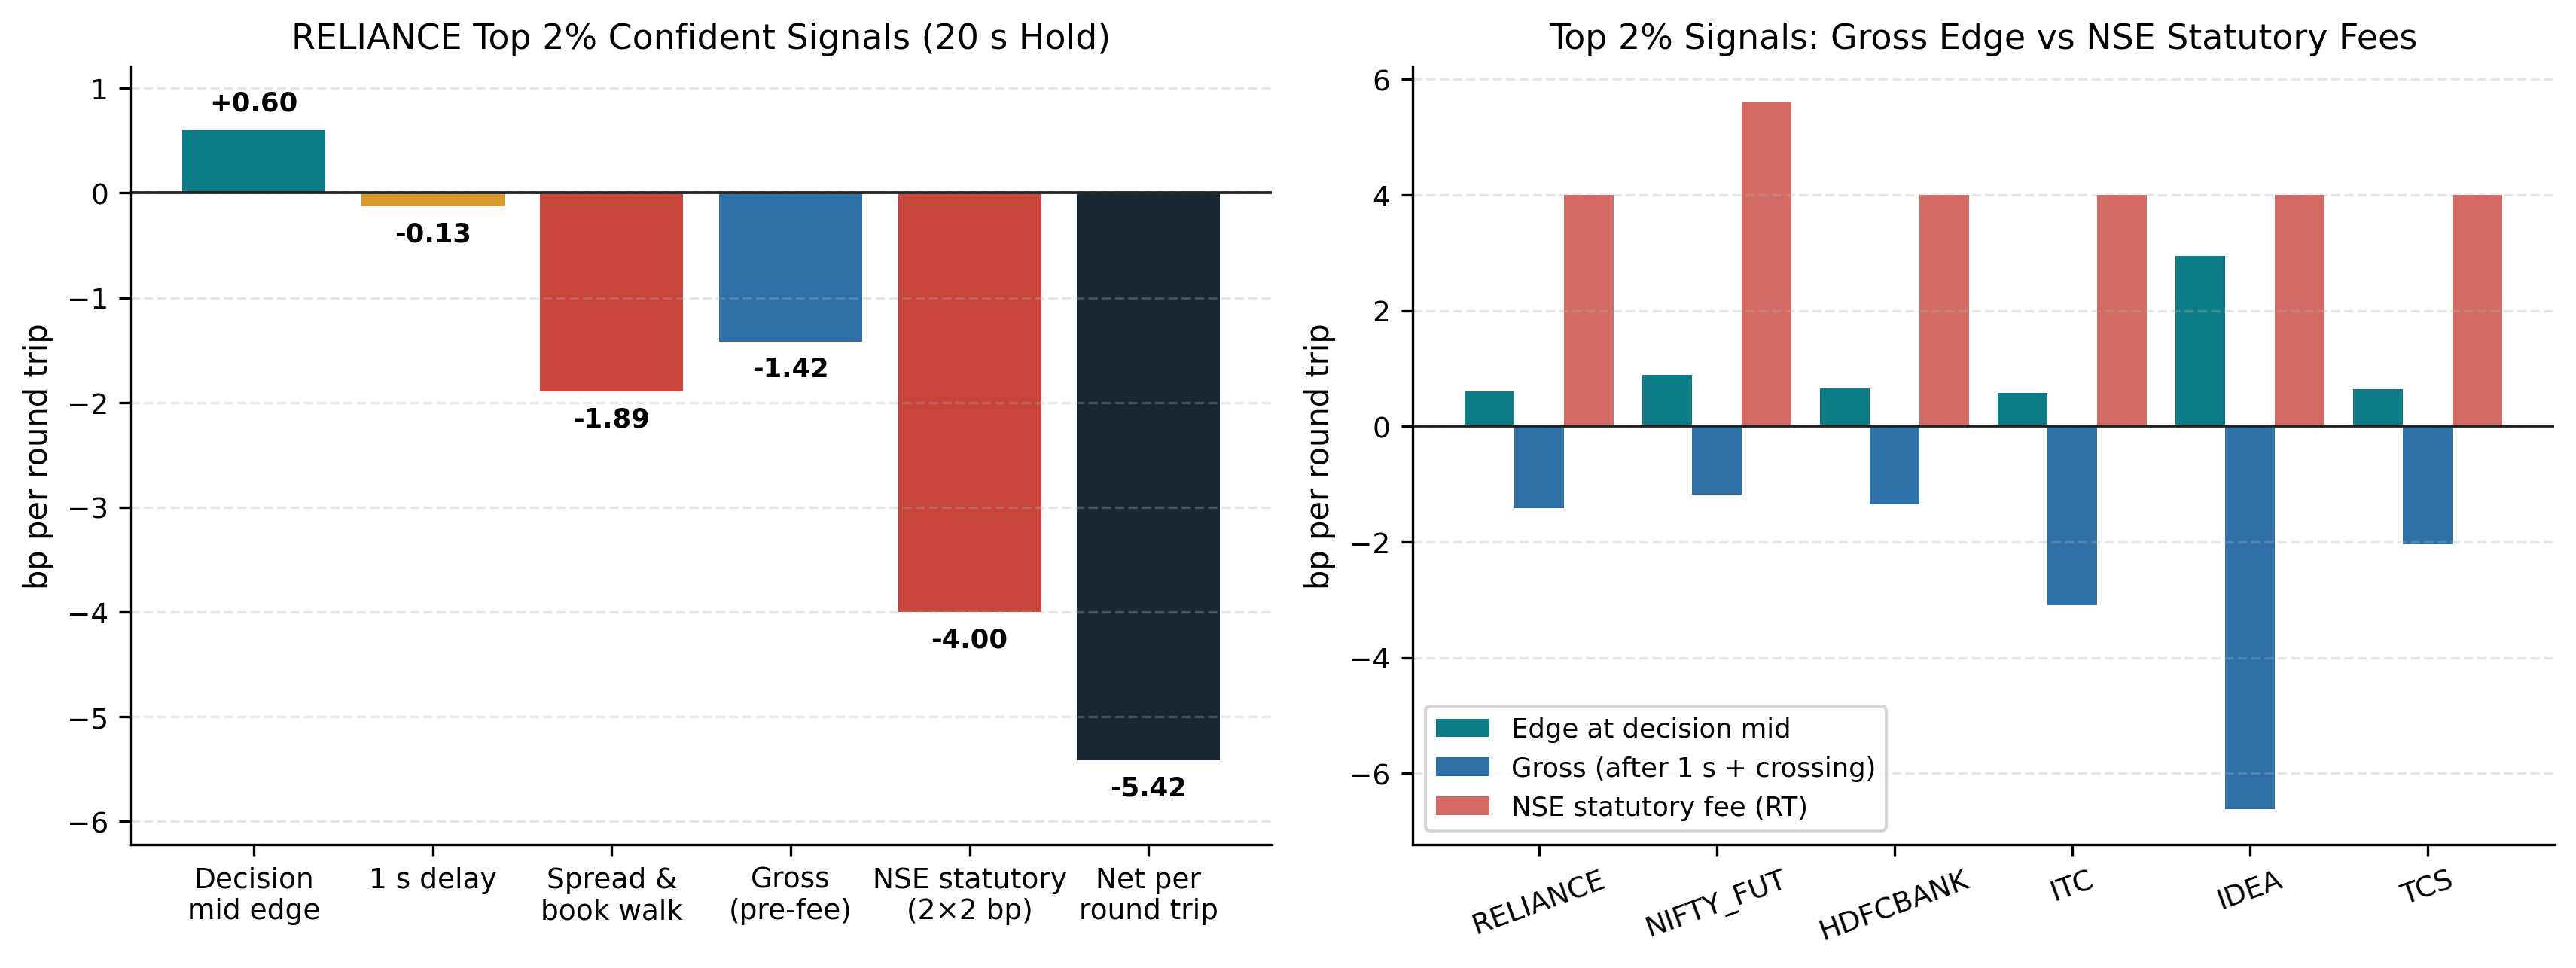 RELIANCE Top 2% Confident Signals (20 s Hold)
bp per round trip
1
0
−1
−2
−3
−4
−5
−6
+0.60
-0.13
-1.89
-1.42
-4.00
-5.42
Decision
mid edge
1 s delay
Spread &
book walk
Gross
(pre-fee)
NSE statutory
(2×2 bp)
Net per
round trip
Top 2% Signals: Gross Edge vs NSE Statutory Fees
bp per round trip
6
4
2
0
−2
−4
−6
Edge at decision mid
Gross (after 1 s + crossing)
NSE statutory fee (RT)
RELIANCE
NIFTY_FUT
HDFCBANK
ITC
IDEA
TCS